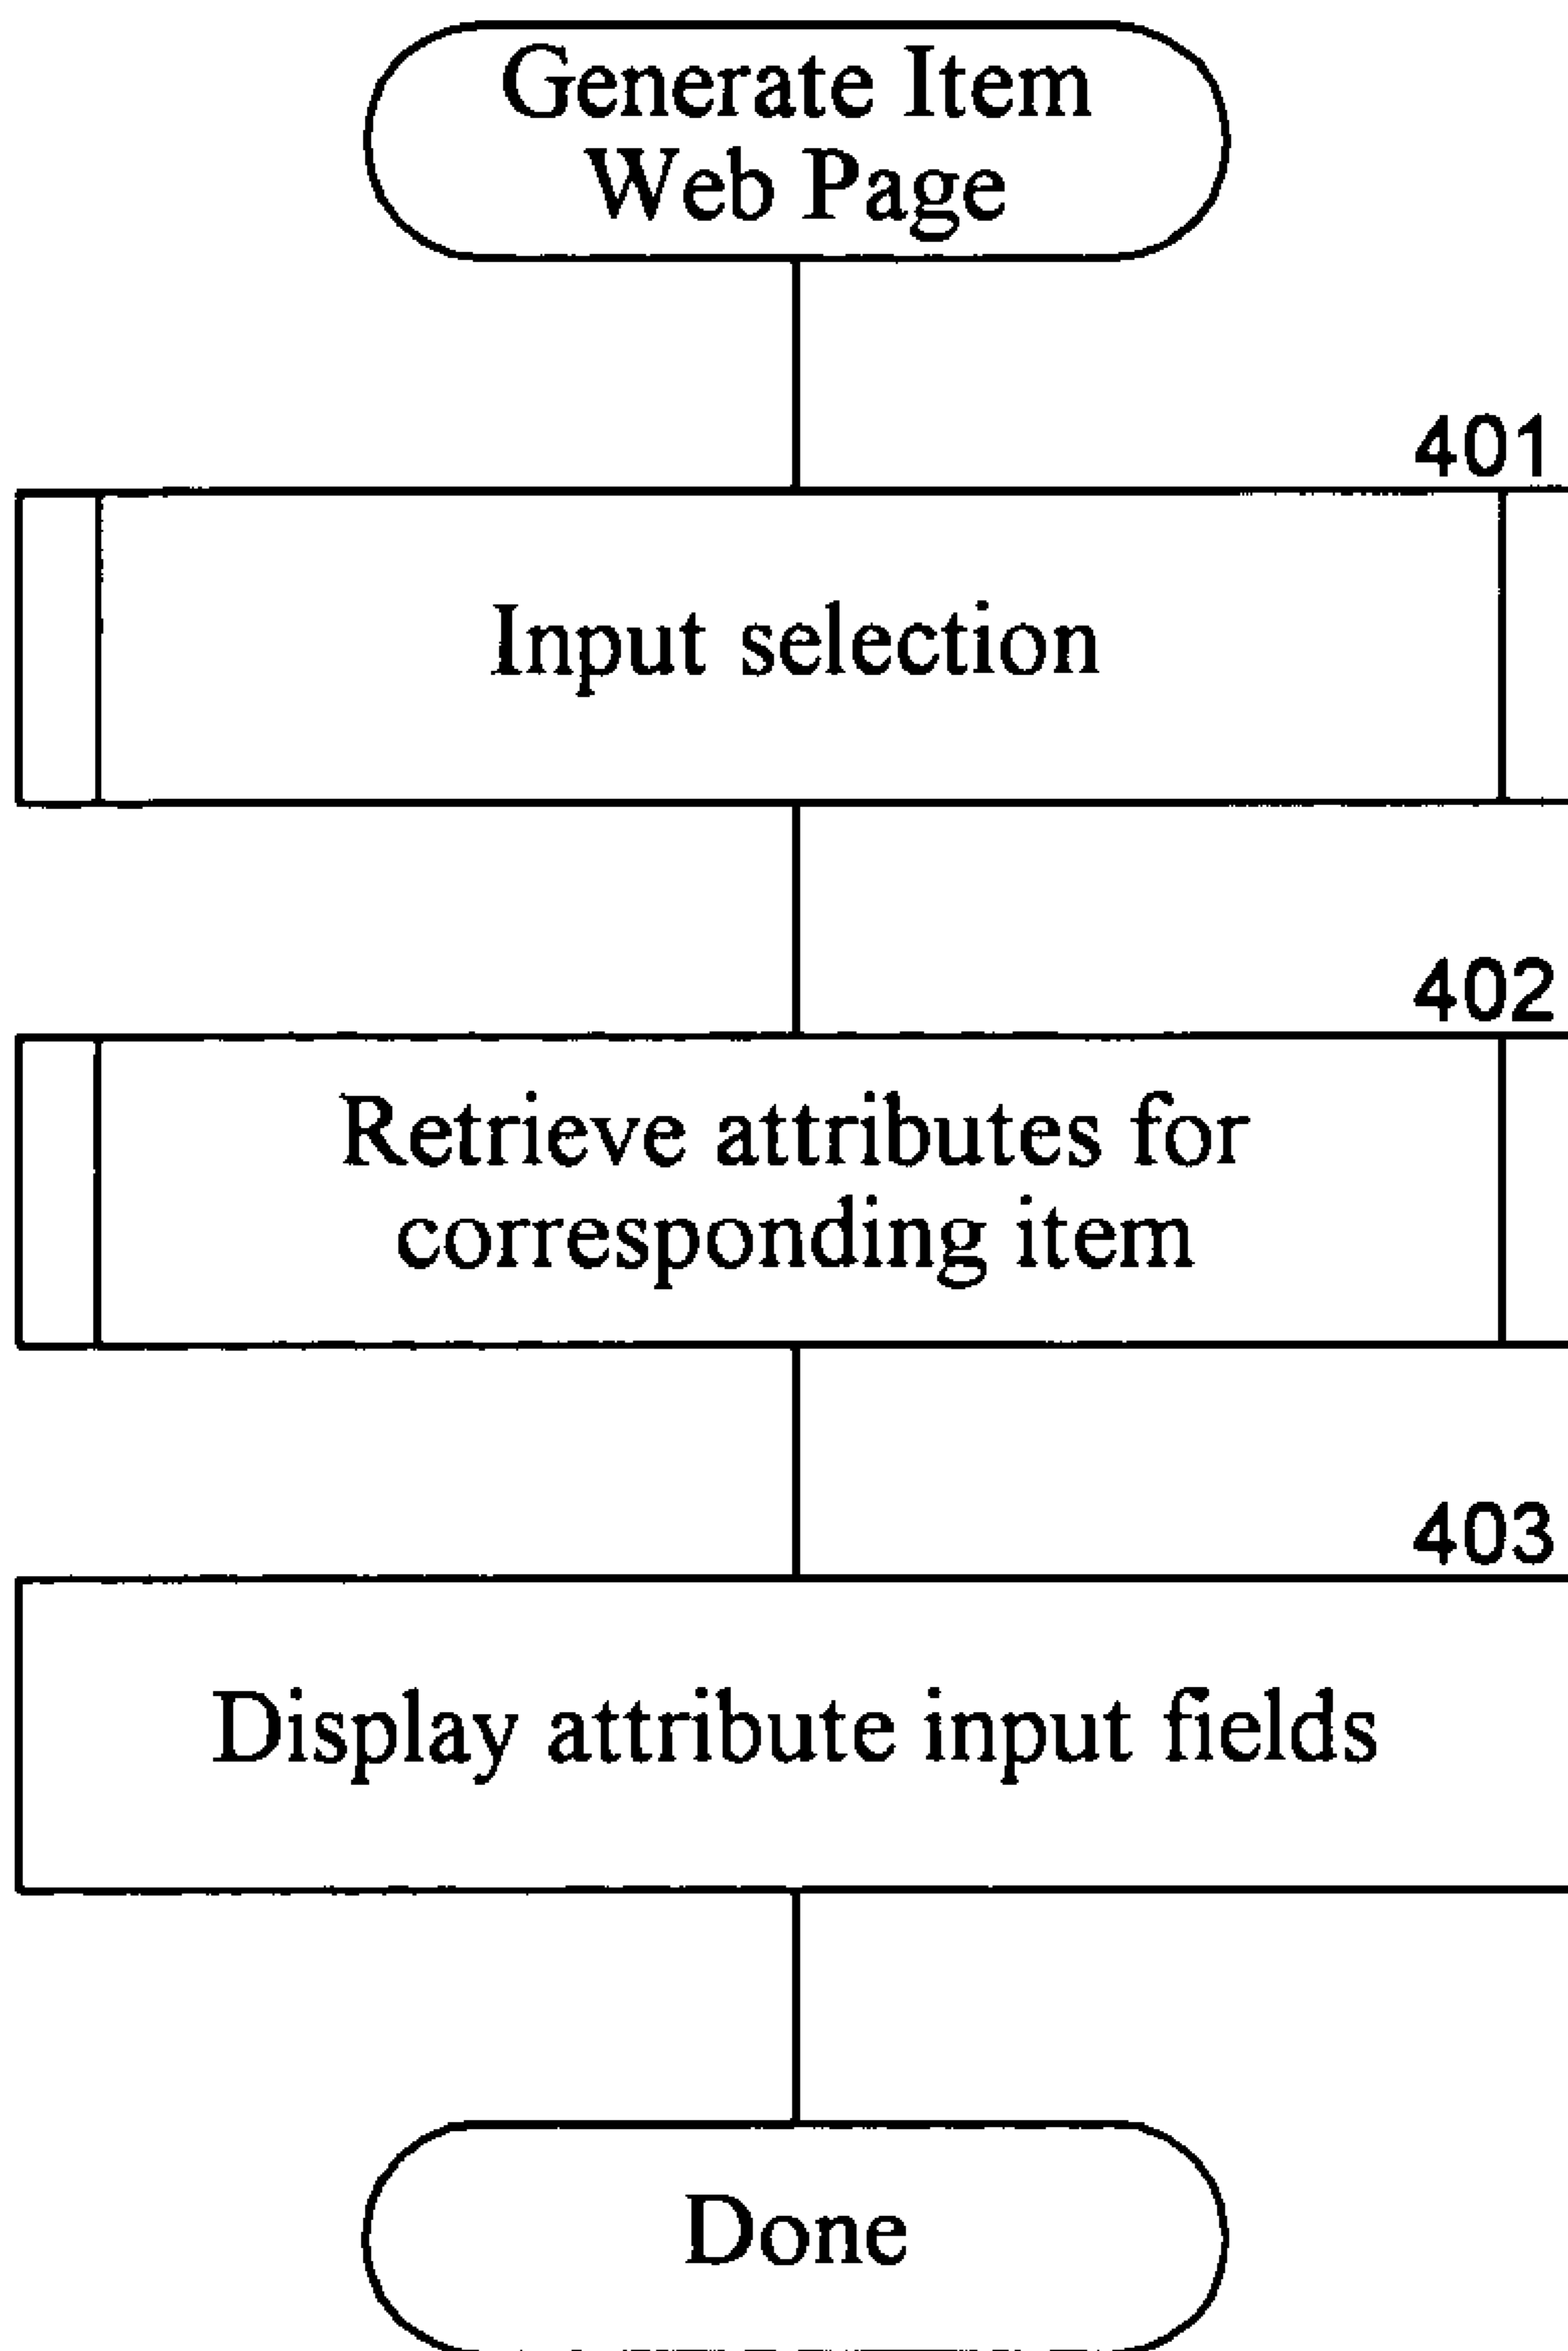 Generate Item
Web Page
401
Input selection
402
Retrieve attributes for
corresponding item
403
Display attribute input fields
Done